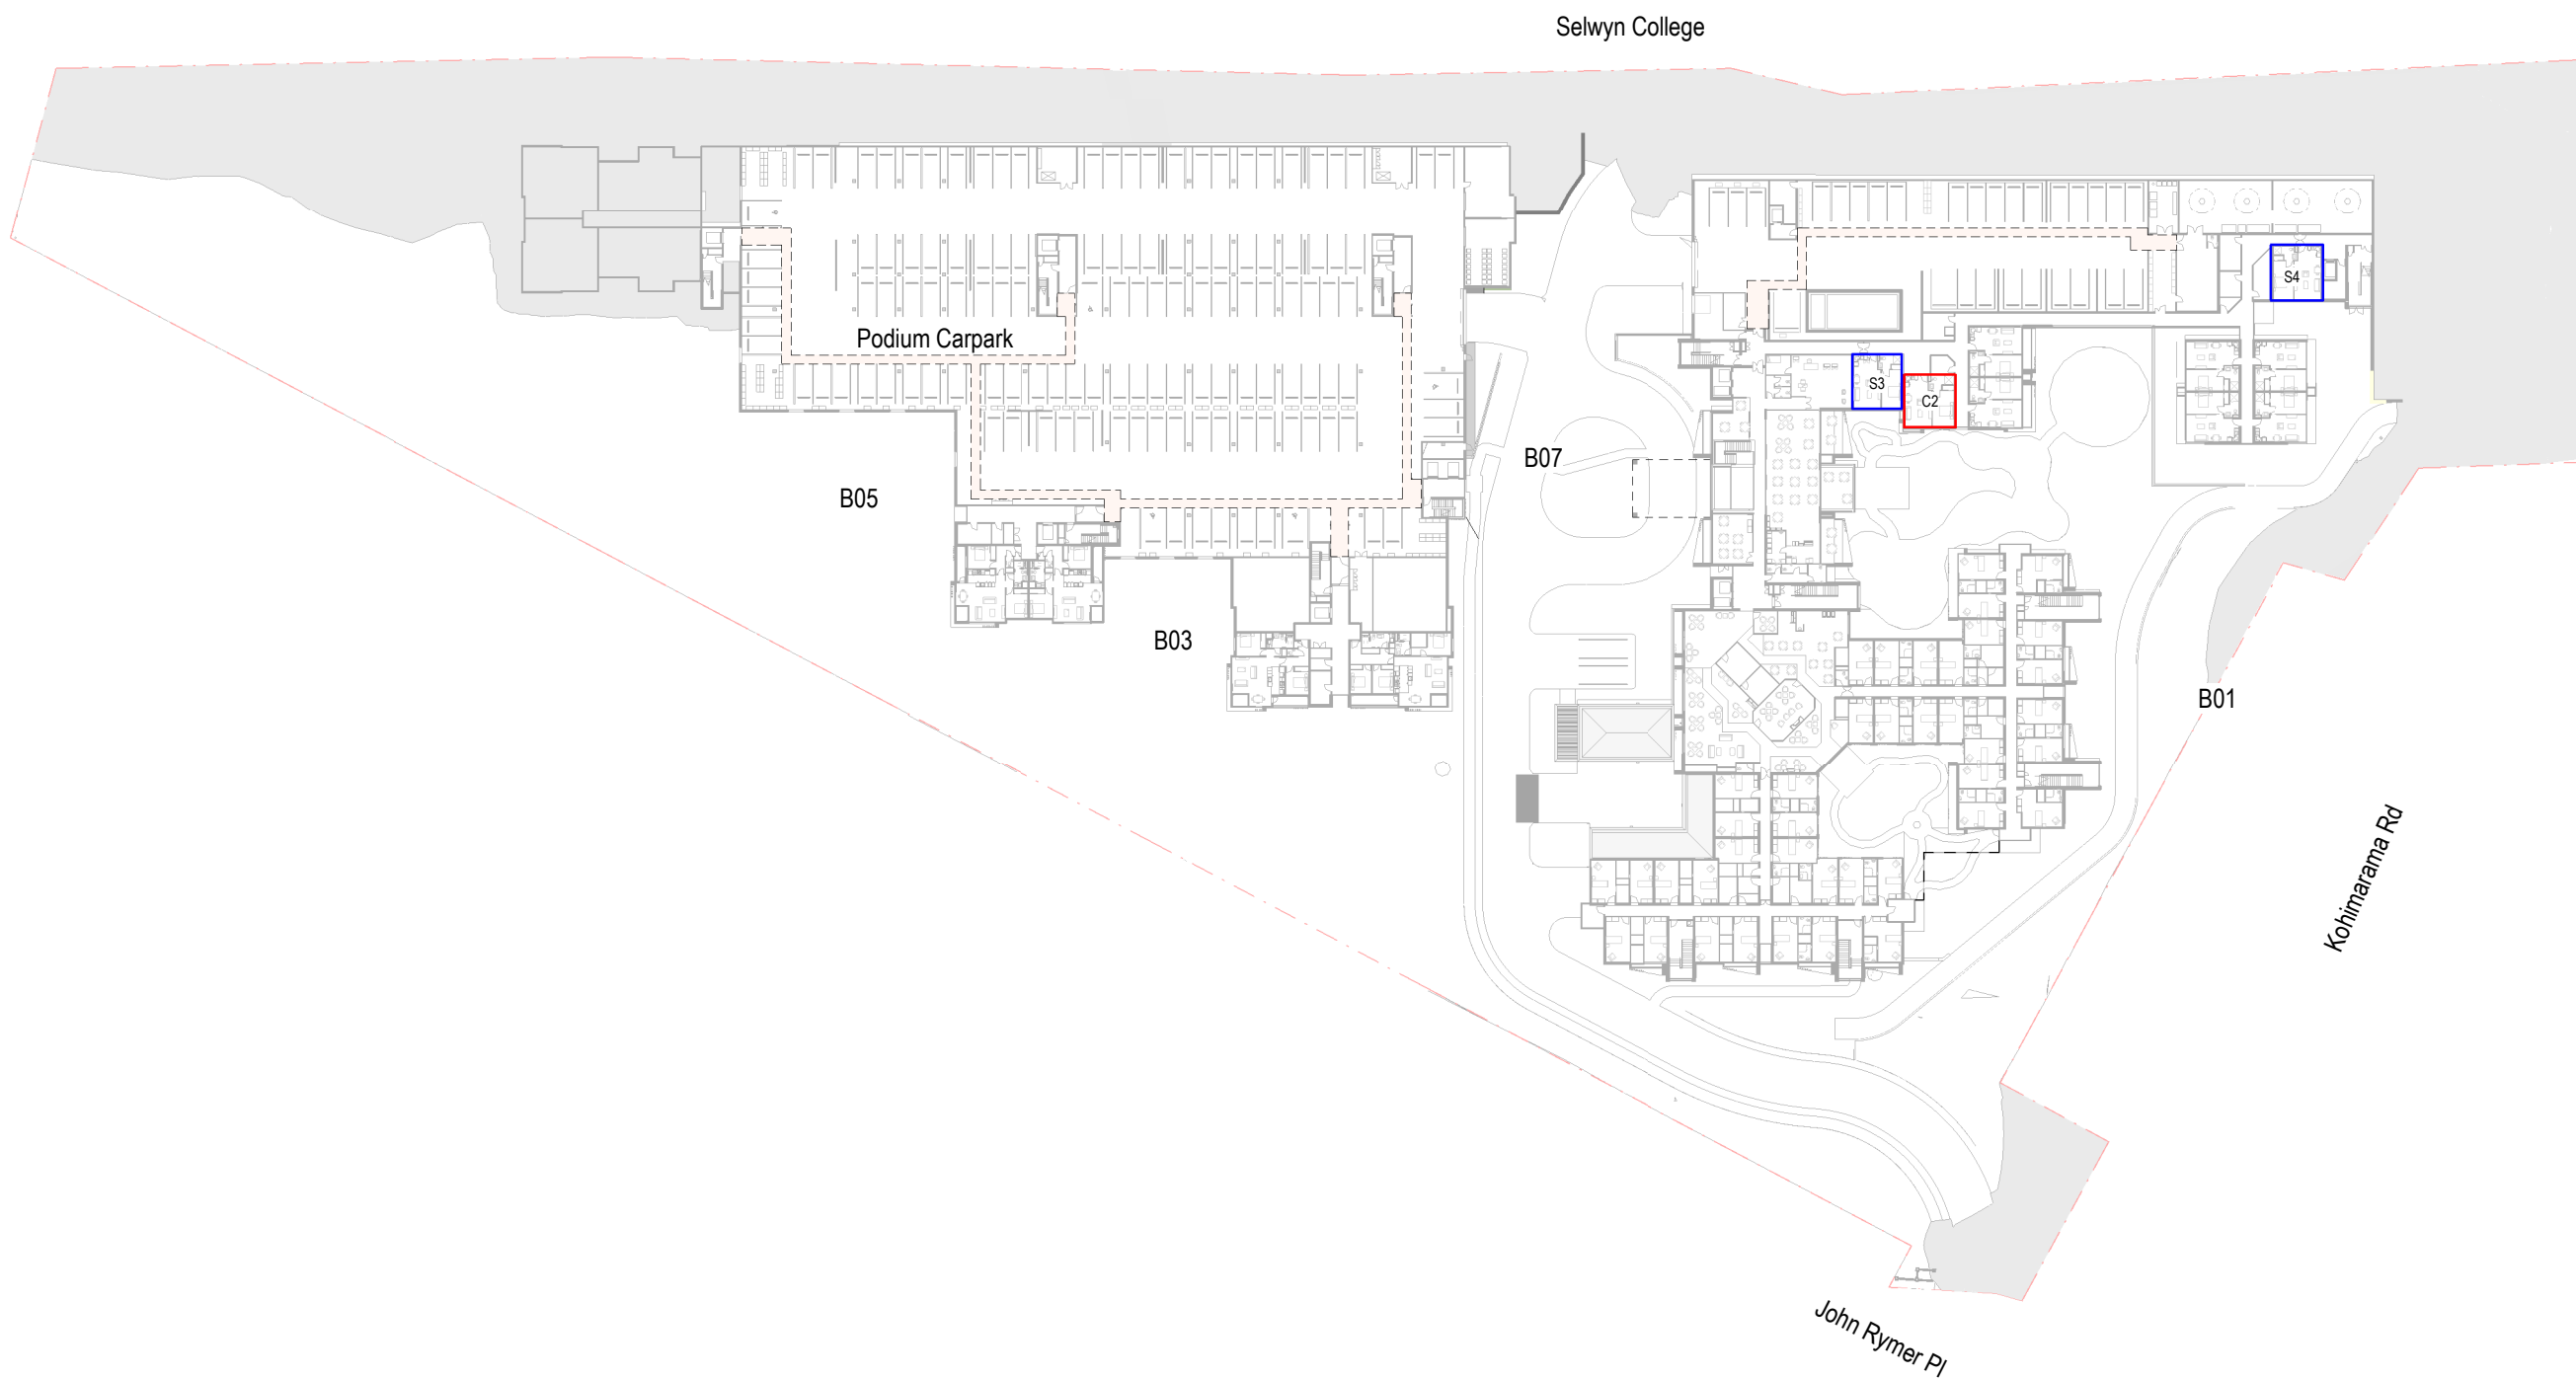 Selwyn College
S4
Podium Carpark
S3
C2
B07
B05
B03
B01
Kohimarama Rd
John Rymer Pl